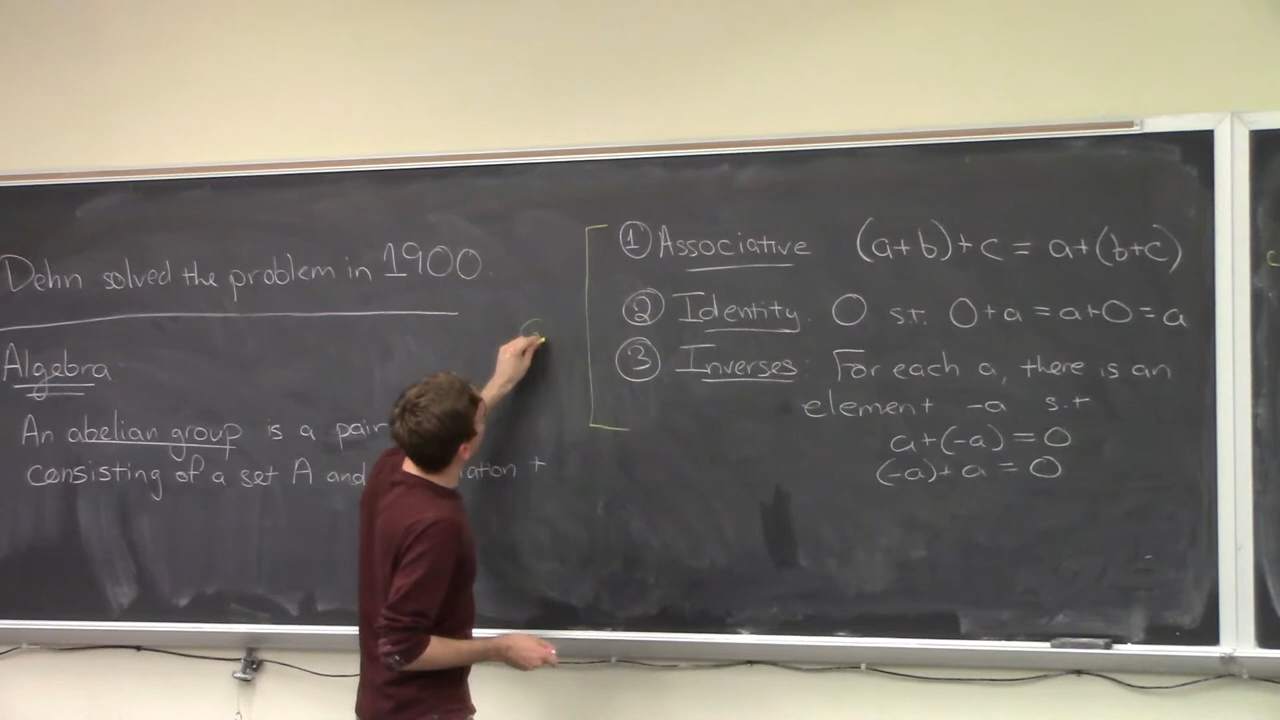 Dehn solved the problem in 1900.
Algebra
An abelian group is a pair
consisting of a set A and ration +
① Associative (a+b)+c = a+(b+c)
② Identity. 0 s.t. 0+a = a+0 = a
③ Inverses: For each a, there is an
element -a s.t
a+(-a) = 0
(-a)+a = 0